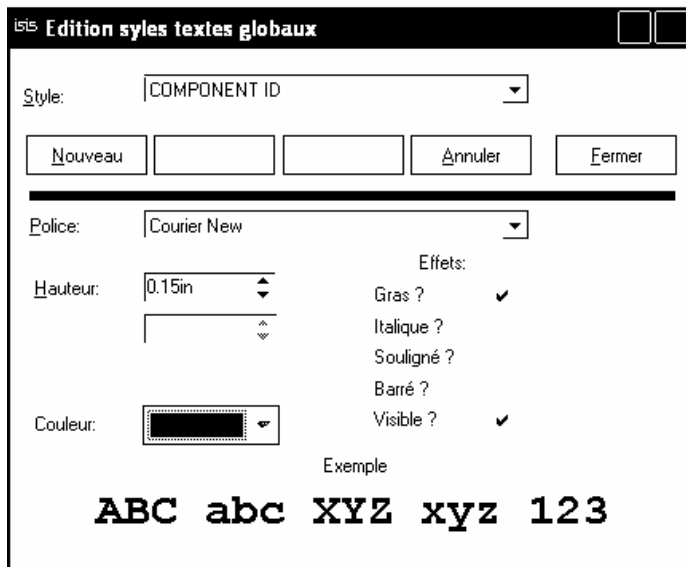 isis Edition syles textes globaux
Style: COMPONENT ID
Nouveau Annuler Fermer
Police: Courier New
Effets:
Hauteur: 0.15in
Gras ?
Italique ?
Souligné ?
Barré ?
Couleur:
Visible ?
Exemple
ABC abc XYZ xyz 123